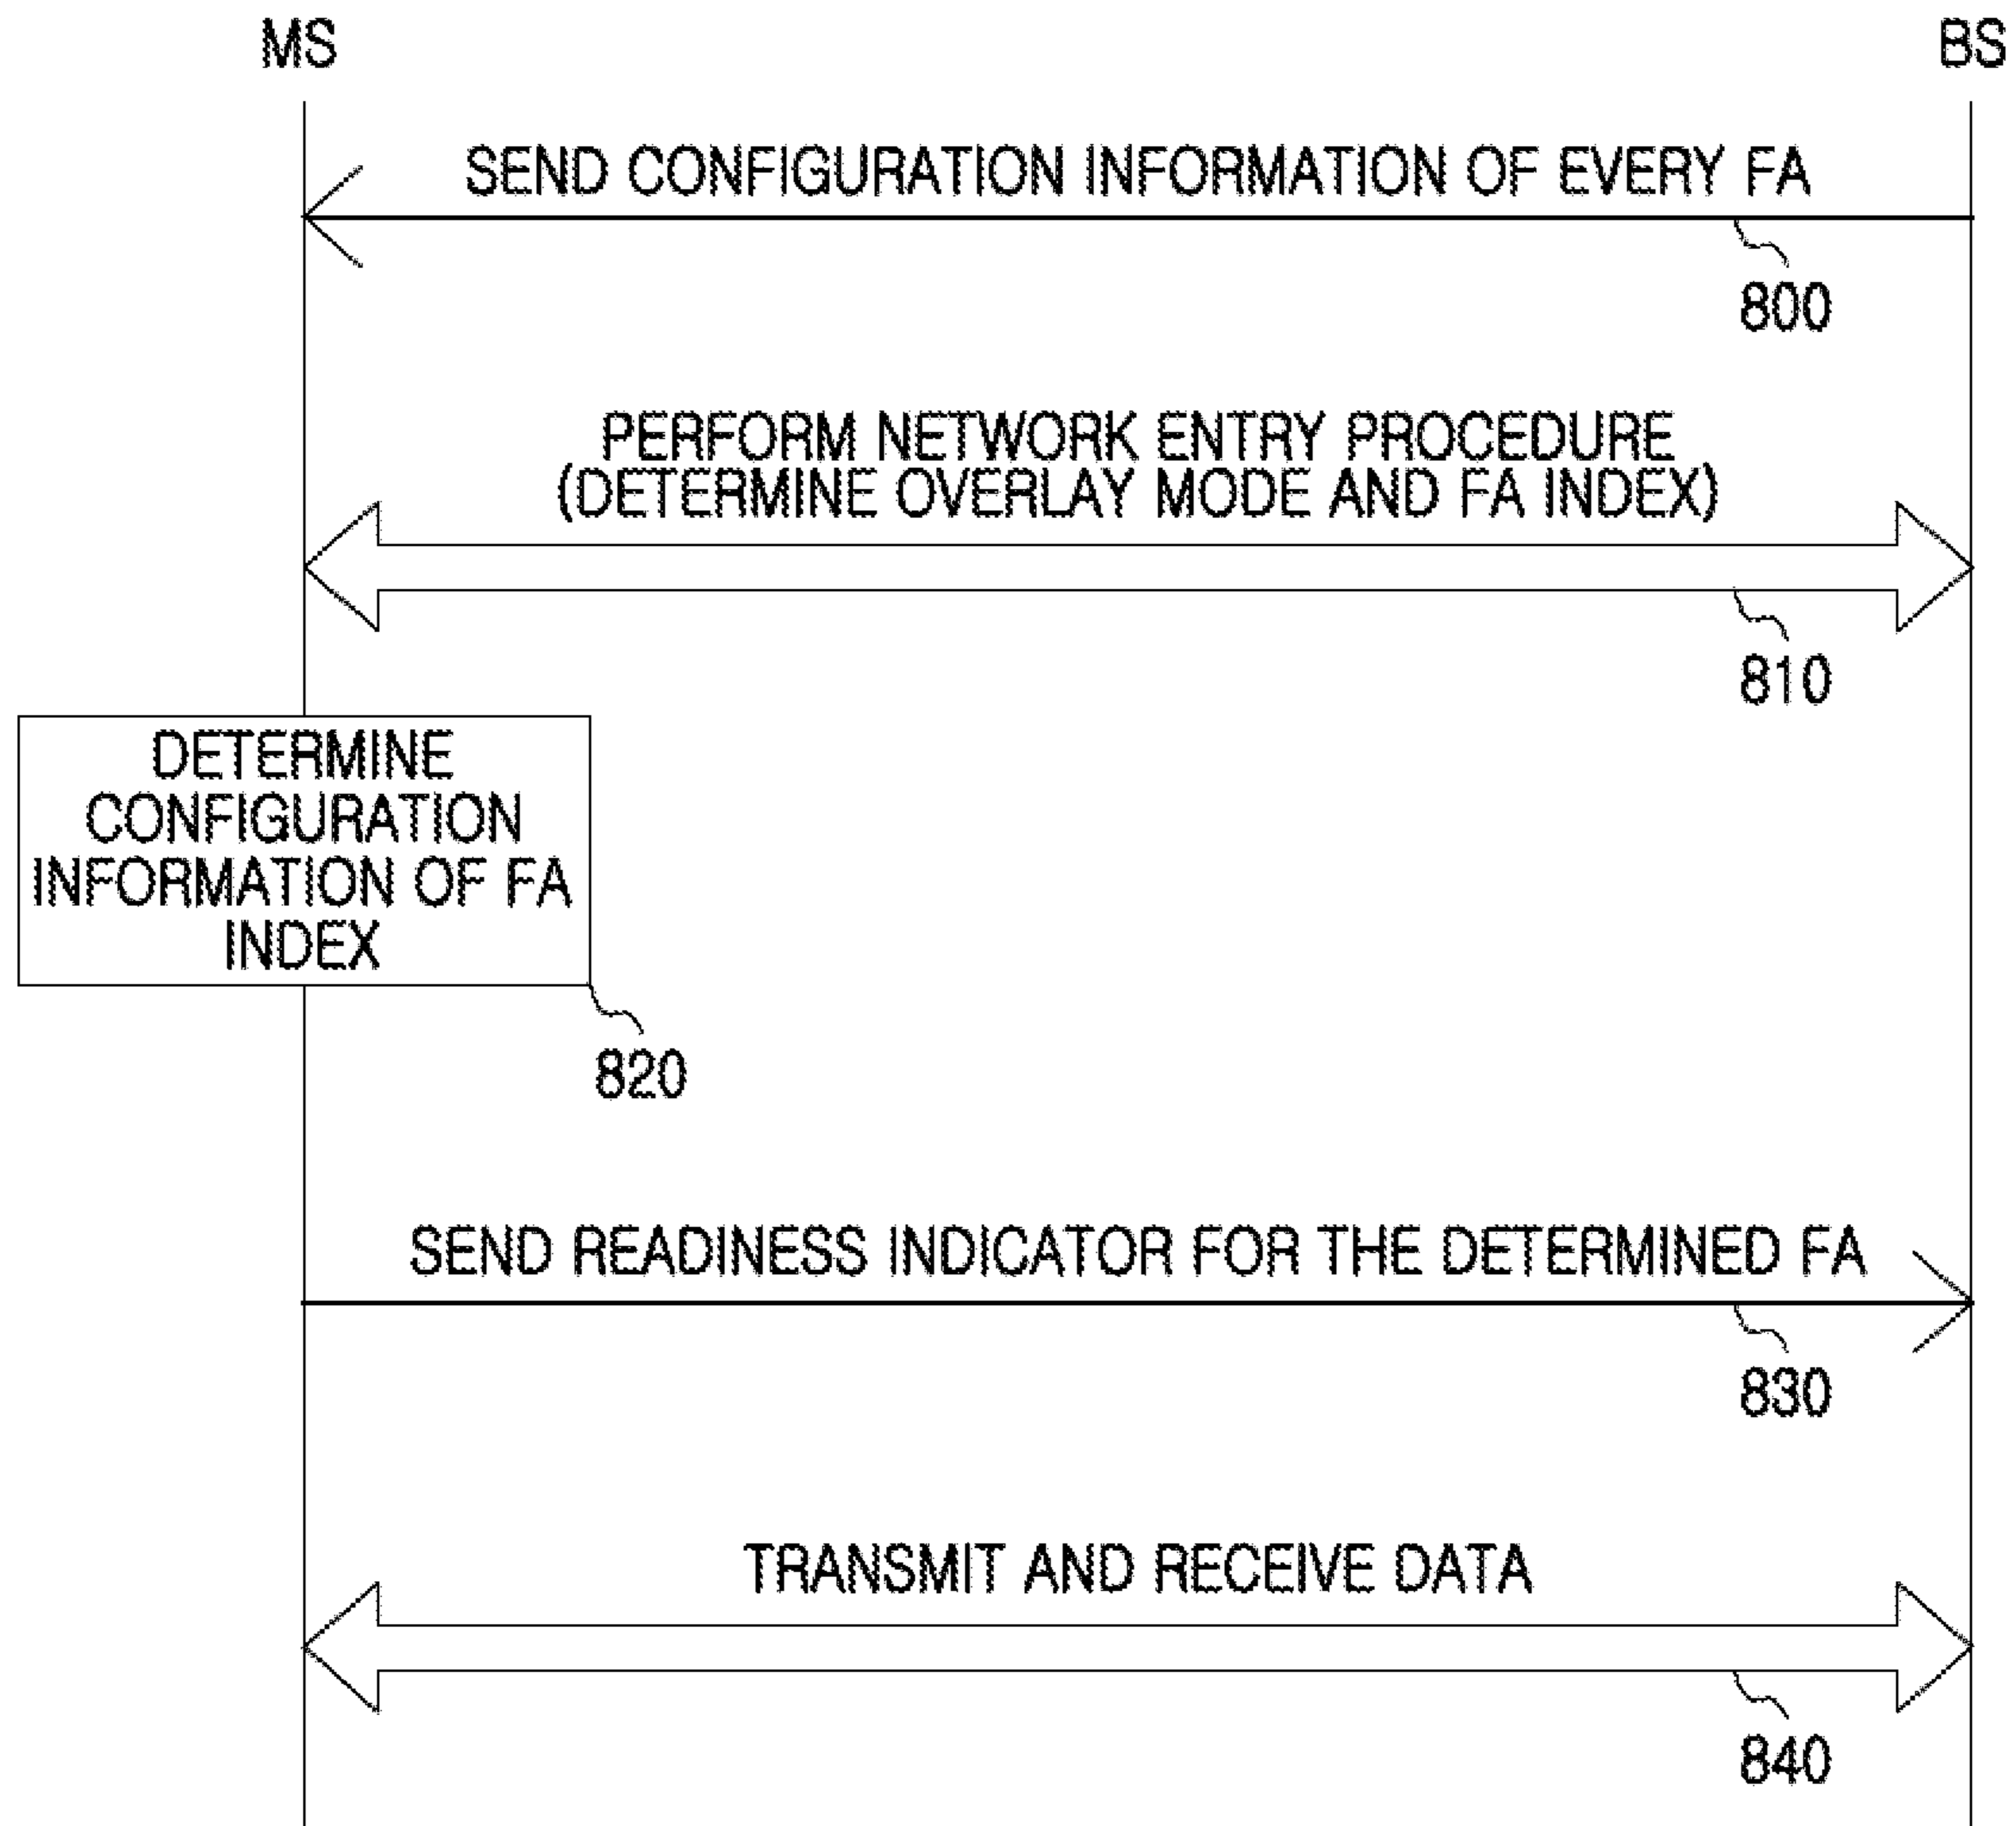 MS
BS
SEND CONFIGURATION INFORMATION OF EVERY FA
800
PERFORM NETWORK ENTRY PROCEDURE
(DETERMINE OVERLAY MODE AND FA INDEX)
810
DETERMINE
CONFIGURATION
INFORMATION OF FA
INDEX
820
SEND READINESS INDICATOR FOR THE DETERMINED FA
830
TRANSMIT AND RECEIVE DATA
840